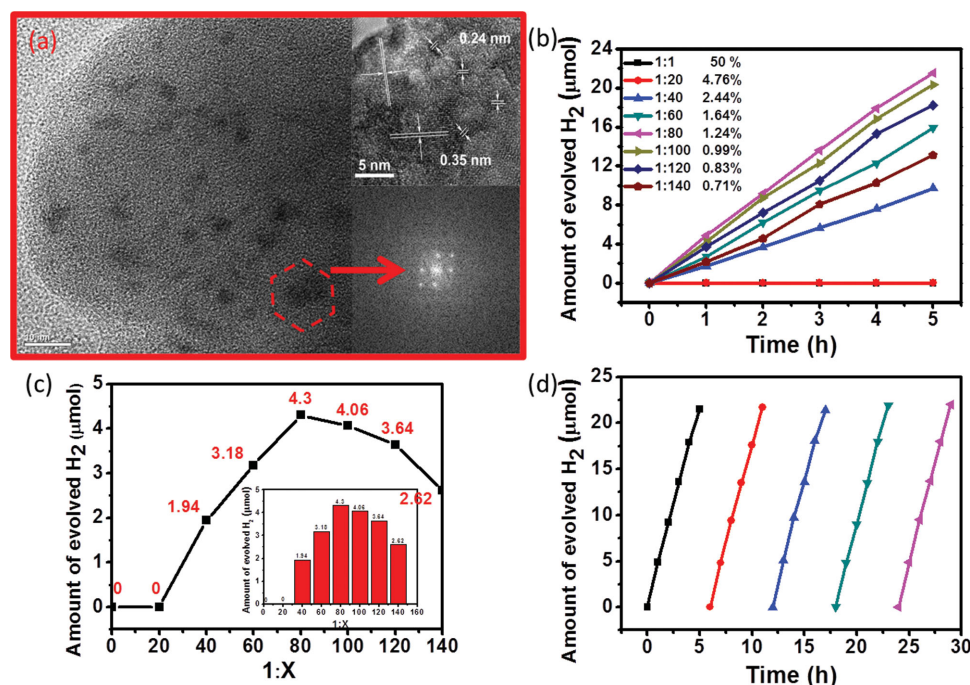 (a)
0.24 nm
5 nm
0.35 nm
10 nm
(b)
Amount of evolved H2 (μmol)
24
20
16
12
8
4
0
-4
1:1 50 %
1:20 4.76%
1:40 2.44%
1:60 1.64%
1:80 1.24%
1:100 0.99%
1:120 0.83%
1:140 0.71%
0 1 2 3 4 5
Time (h)
(c)
Amount of evolved H2 (μmol)
5
4
3
2
1
0
0
0
1.94
3.18
4.3
4.06
3.64
2.62
0 20 40 60 80 100 120 140
1:X
Amount of evolved H2 (μmol)
5
4
3
2
1
0
0
0
1.94
3.18
4.3
4.06
3.64
2.62
0 20 40 60 80 100 120 140 160
1:X
(d)
Amount of evolved H2 (μmol)
25
20
15
10
5
0
0 5 10 15 20 25 30
Time (h)